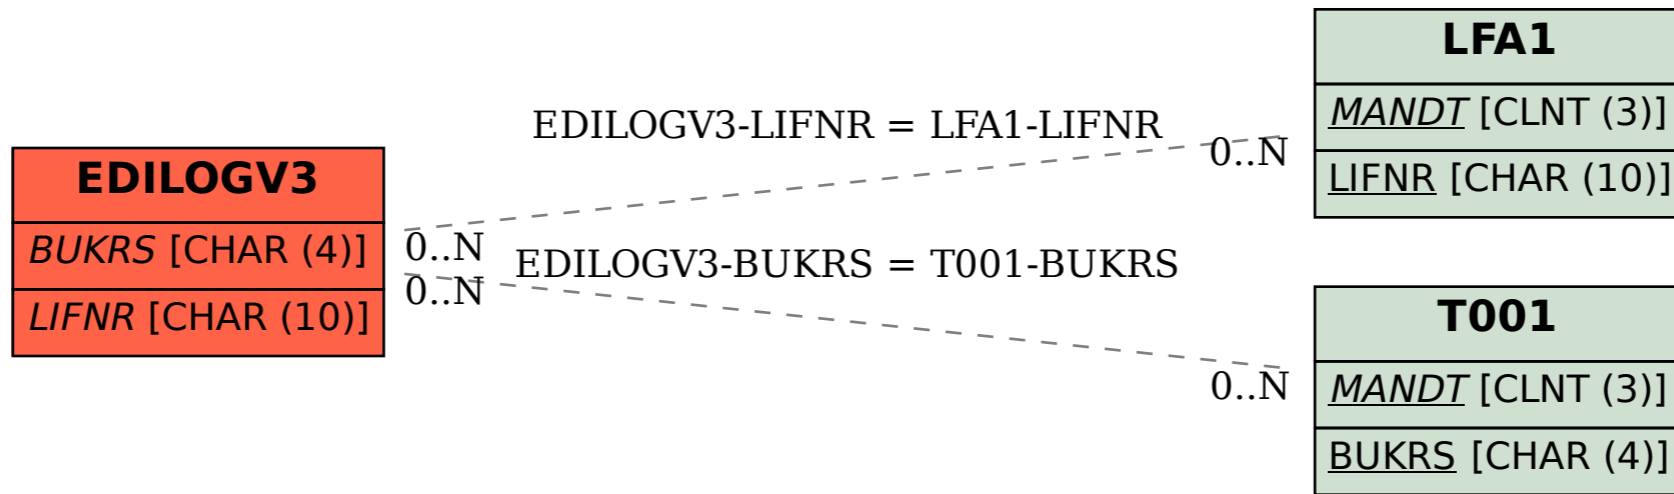 EDILOGV3
BUKRS [CHAR (4)]
LIFNR [CHAR (10)]
EDILOGV3-LIFNR = LFA1-LIFNR
0..N
0..N
EDILOGV3-BUKRS = T001-BUKRS
0..N
0..N
LFA1
MANDT [CLNT (3)]
LIFNR [CHAR (10)]
T001
MANDT [CLNT (3)]
BUKRS [CHAR (4)]